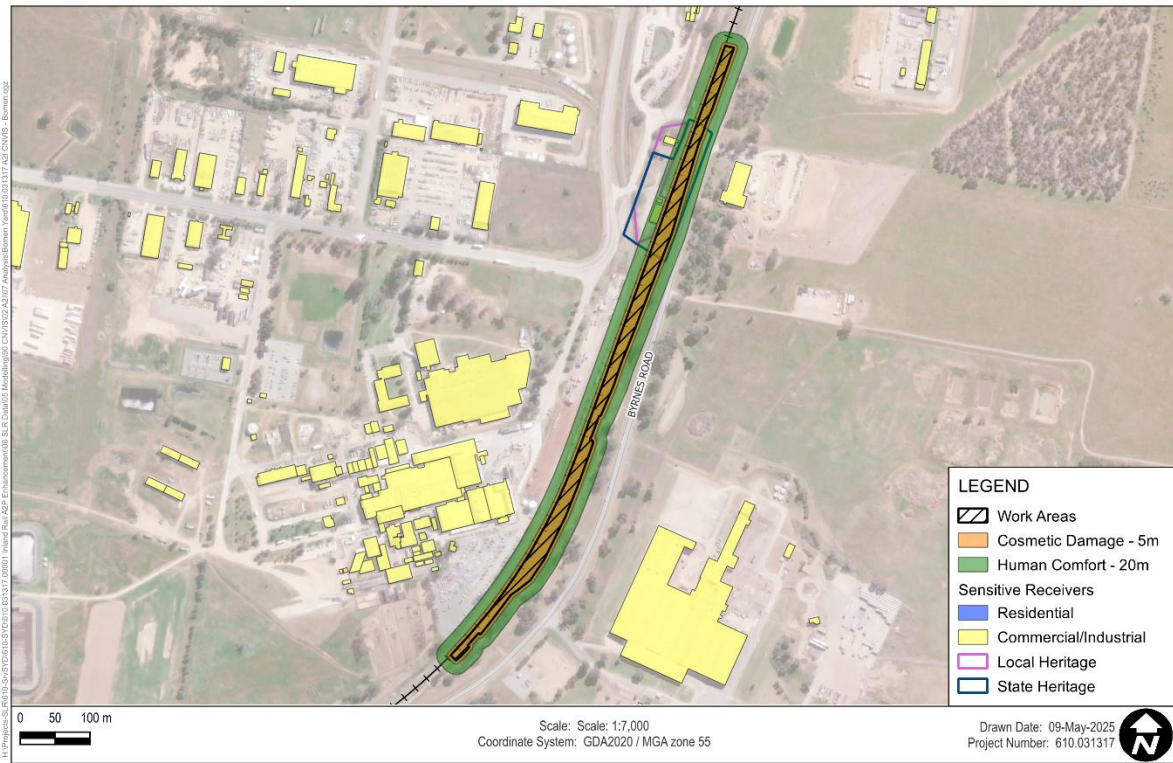 BYRNES ROAD
LEGEND
Work Areas
Cosmetic Damage - 5m
Human Comfort - 20m
Sensitive Receivers
Residential
Commercial/Industrial
Local Heritage
State Heritage
0 50 100 m
Scale: Scale: 1:7,000
Coordinate System: GDA2020 / MGA zone 55
Drawn Date: 09-May-2025
Project Number: 610.031317
N